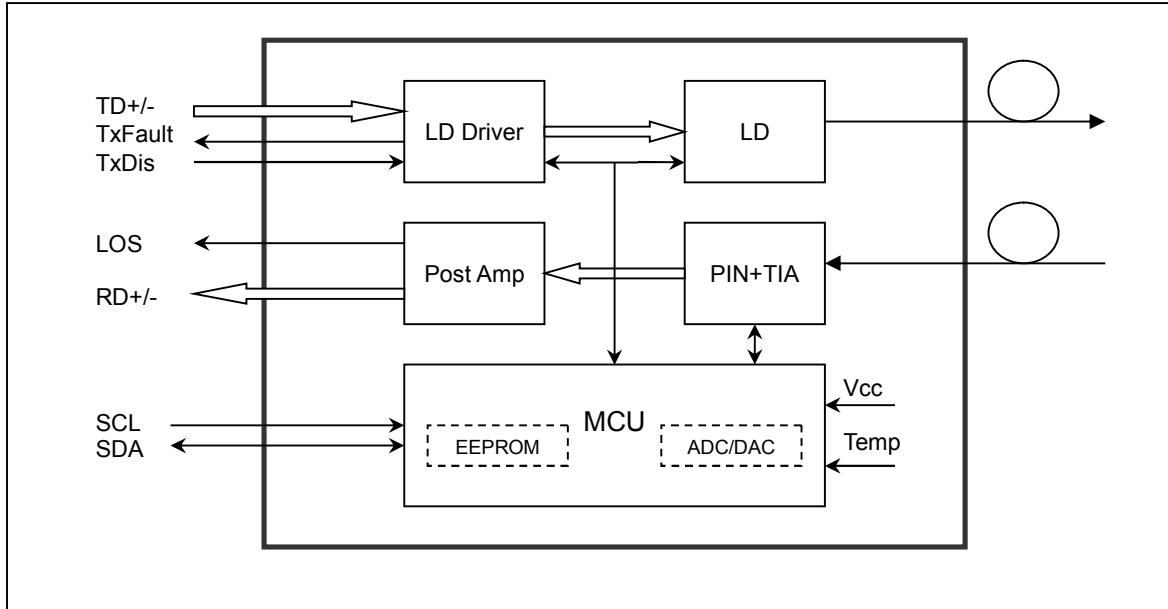 TD+/-
TxFault
TxDis
LD Driver
LD
LOS
RD+/-
Post Amp
PIN+TIA
SCL
SDA
MCU
EEPROM
ADC/DAC
Vcc
Temp